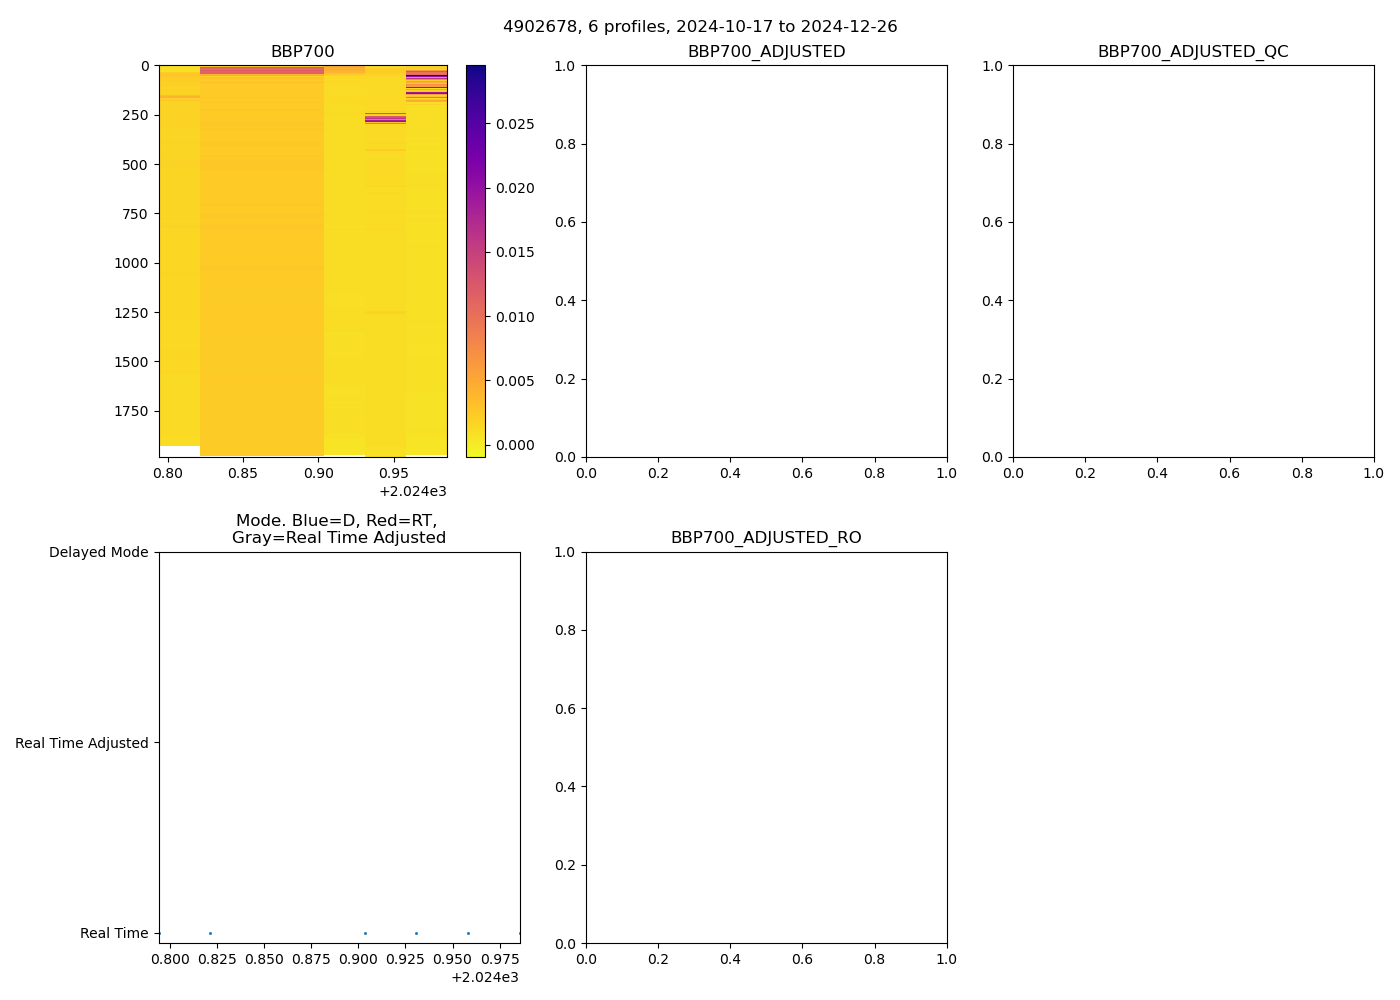 4902678, 6 profiles, 2024-10-17 to 2024-12-26
BBP700
0
250
500
750
1000
1250
1500
1750
0.80 0.85 0.90 0.95
+2.024e3
0.025
0.020
0.015
0.010
0.005
0.000
BBP700_ADJUSTED
1.0
0.8
0.6
0.4
0.2
0.0
0.0 0.2 0.4 0.6 0.8 1.0
BBP700_ADJUSTED_QC
1.0
0.8
0.6
0.4
0.2
0.0
0.0 0.2 0.4 0.6 0.8 1.0
Mode. Blue=D, Red=RT,
Gray=Real Time Adjusted
Delayed Mode
Real Time Adjusted
Real Time
0.800 0.825 0.850 0.875 0.900 0.925 0.950 0.975
+2.024e3
BBP700_ADJUSTED_RO
1.0
0.8
0.6
0.4
0.2
0.0
0.0 0.2 0.4 0.6 0.8 1.0